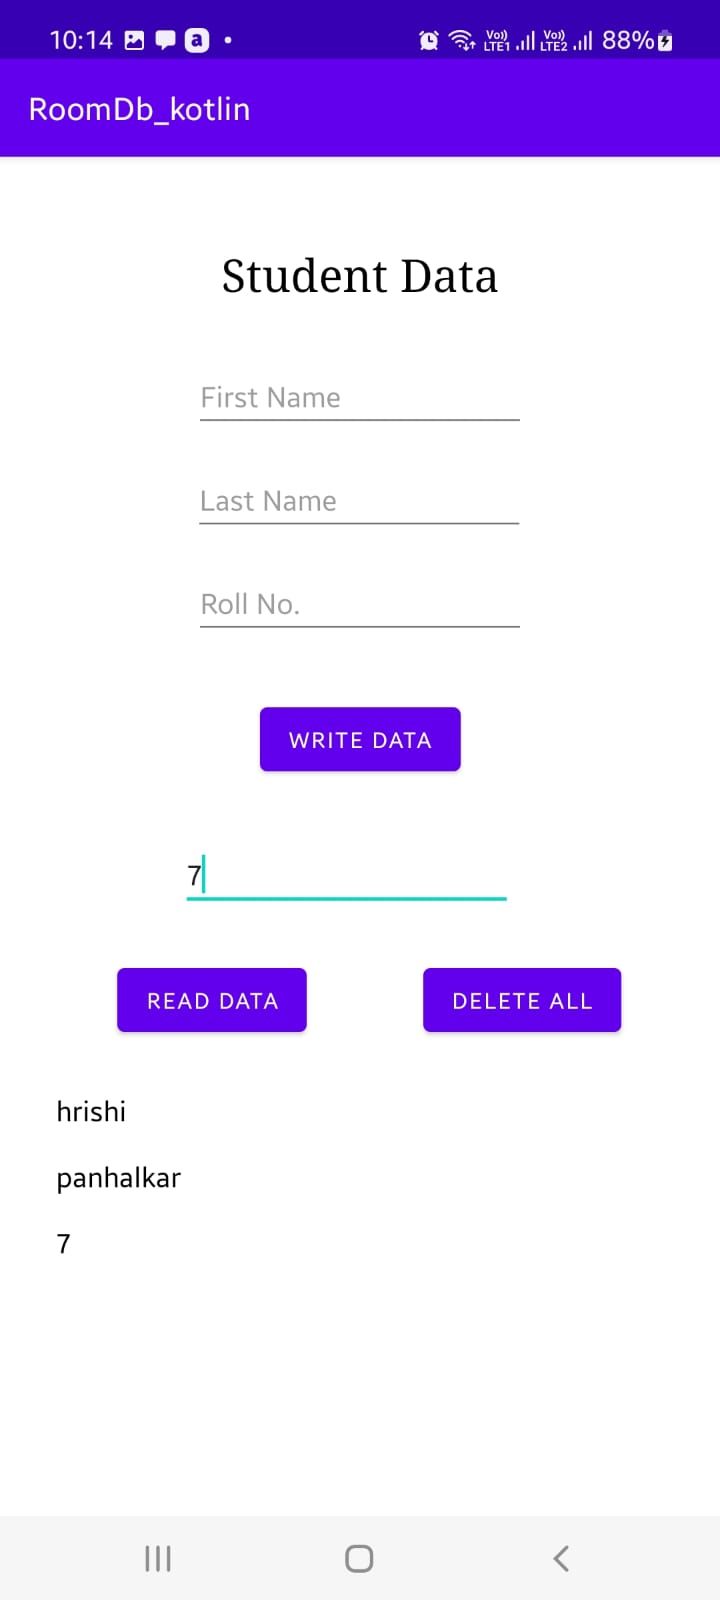 10:14 a Vo)) LTE1 Vo)) LTE2 88%
RoomDb_kotlin
Student Data
First Name
Last Name
Roll No.
WRITE DATA
7
READ DATA DELETE ALL
hrishi
panhalkar
7